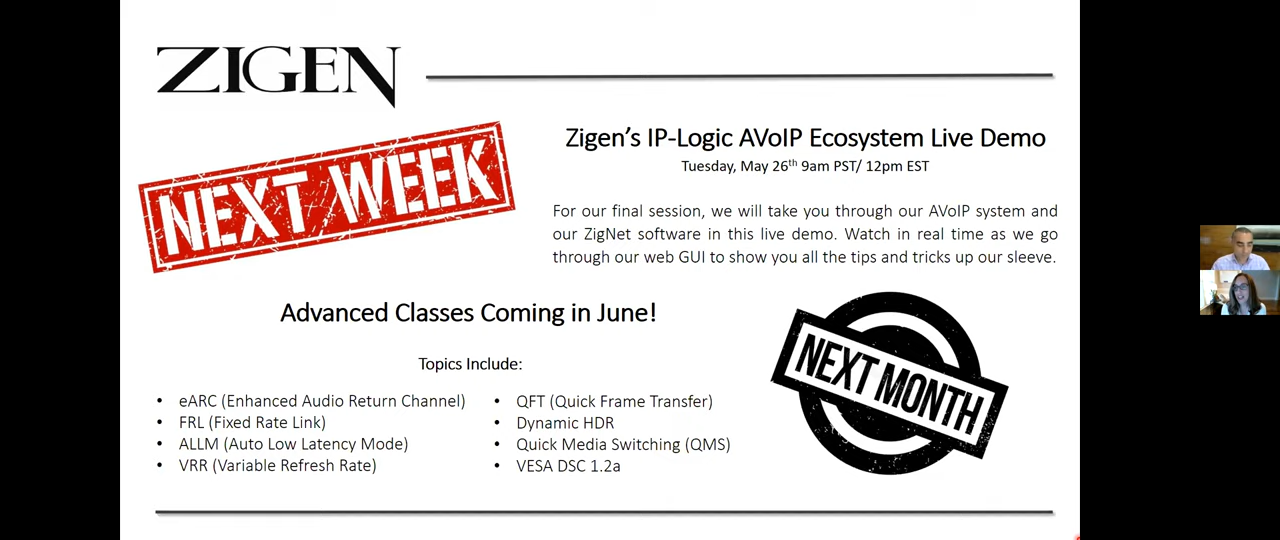 ZIGEN
NEXT WEEK
Zigen’s IP-Logic AVoIP Ecosystem Live Demo
Tuesday, May 26th 9am PST/ 12pm EST
For our final session, we will take you through our AVoIP system and
our ZigNet software in this live demo. Watch in real time as we go
through our web GUI to show you all the tips and tricks up our sleeve.
Advanced Classes Coming in June!
NEXT MONTH
Topics Include:
• eARC (Enhanced Audio Return Channel)
• FRL (Fixed Rate Link)
• ALLM (Auto Low Latency Mode)
• VRR (Variable Refresh Rate)
• QFT (Quick Frame Transfer)
• Dynamic HDR
• Quick Media Switching (QMS)
• VESA DSC 1.2a